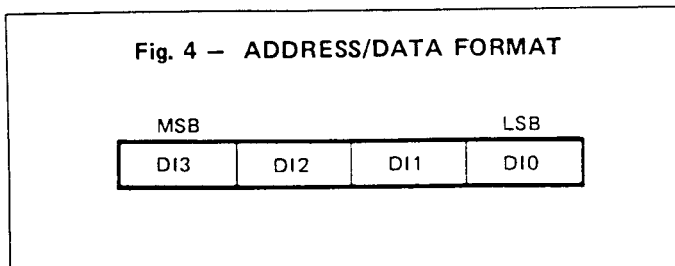 Fig. 4 — ADDRESS/DATA FORMAT
MSB LSB
DI3 DI2 DI1 DI0